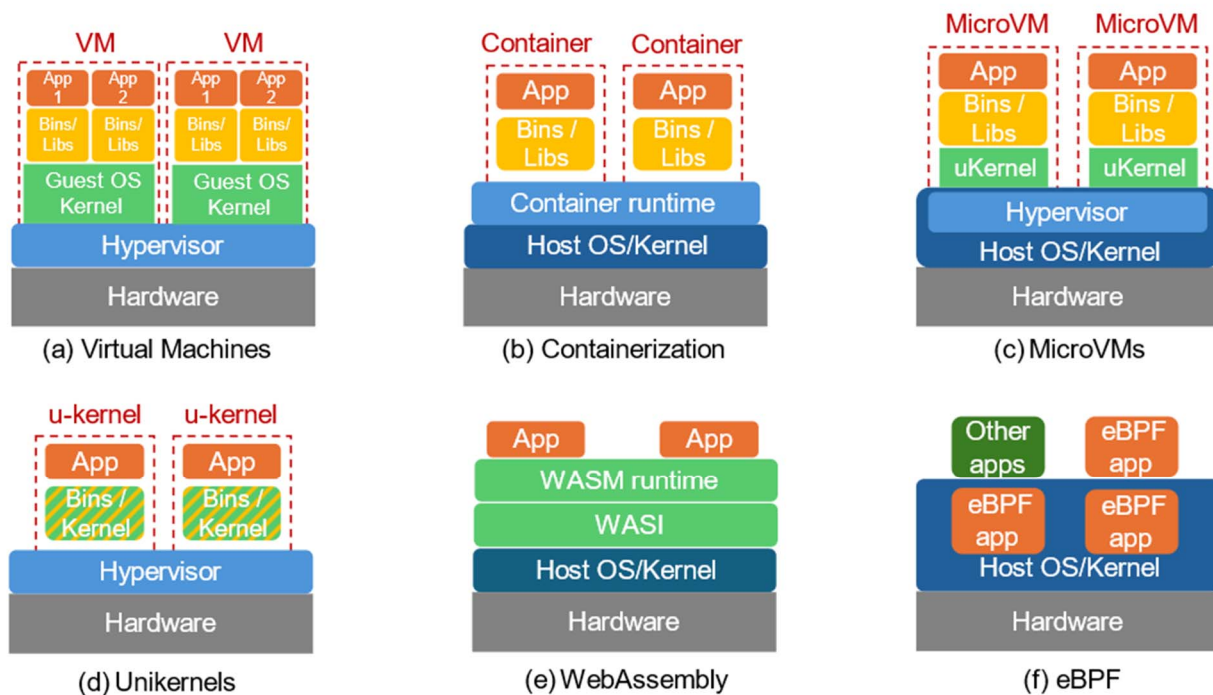 VM VM
App 1 App 2 App 1 App 2
Bins/ Libs Bins/ Libs Bins/ Libs Bins/ Libs
Guest OS Kernel Guest OS Kernel
Hypervisor
Hardware
(a) Virtual Machines
Container Container
App App
Bins / Libs Bins / Libs
Container runtime
Host OS/Kernel
Hardware
(b) Containerization
MicroVM MicroVM
App App
Bins / Libs Bins / Libs
uKernel uKernel
Hypervisor
Host OS/Kernel
Hardware
(c) MicroVMs
u-kernel u-kernel
App App
Bins / Kernel Bins / Kernel
Hypervisor
Hardware
(d) Unikernels
App App
WASM runtime
WASI
Host OS/Kernel
Hardware
(e) WebAssembly
Other apps eBPF app
eBPF app eBPF app
Host OS/Kernel
Hardware
(f) eBPF